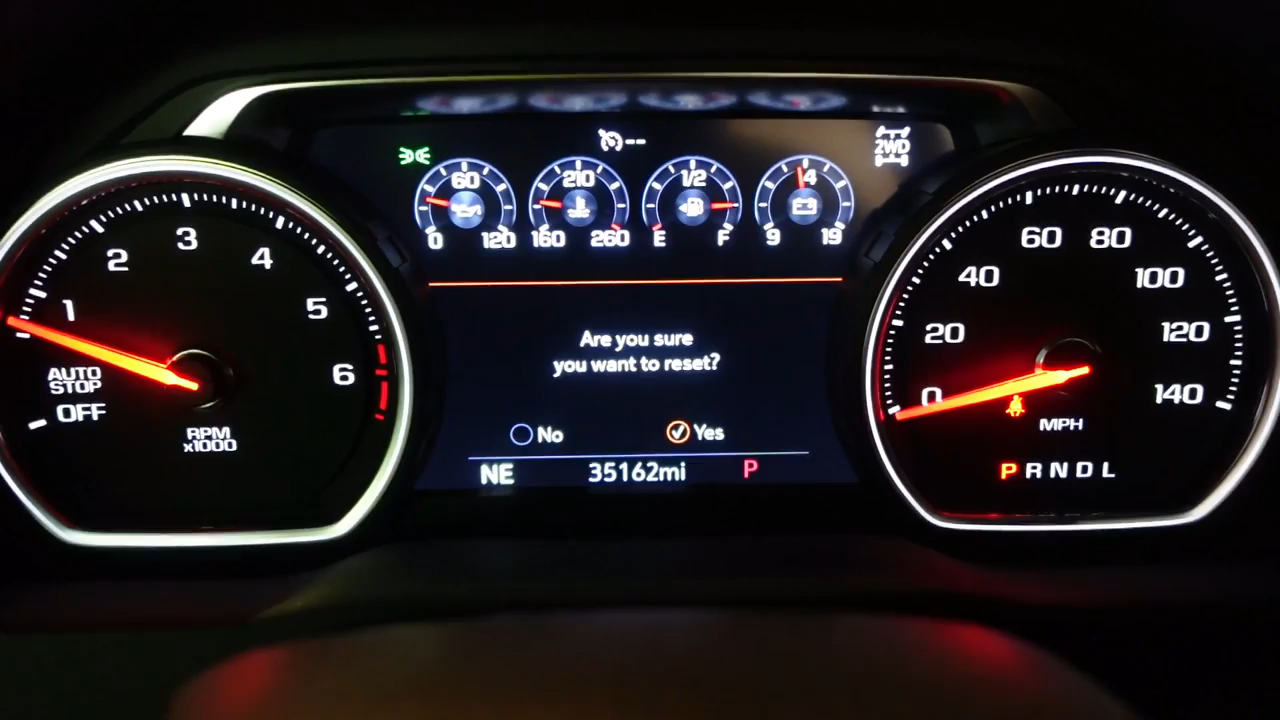 2WD
--
60
210
1/2
4
0 120
160 260
E F
9 19
1
2
3
4
5
6
AUTO
STOP
OFF
RPM
x1000
Are you sure
you want to reset?
No
Yes
NE
35162mi
P
0
20
40
60
80
100
120
140
MPH
P R N D L